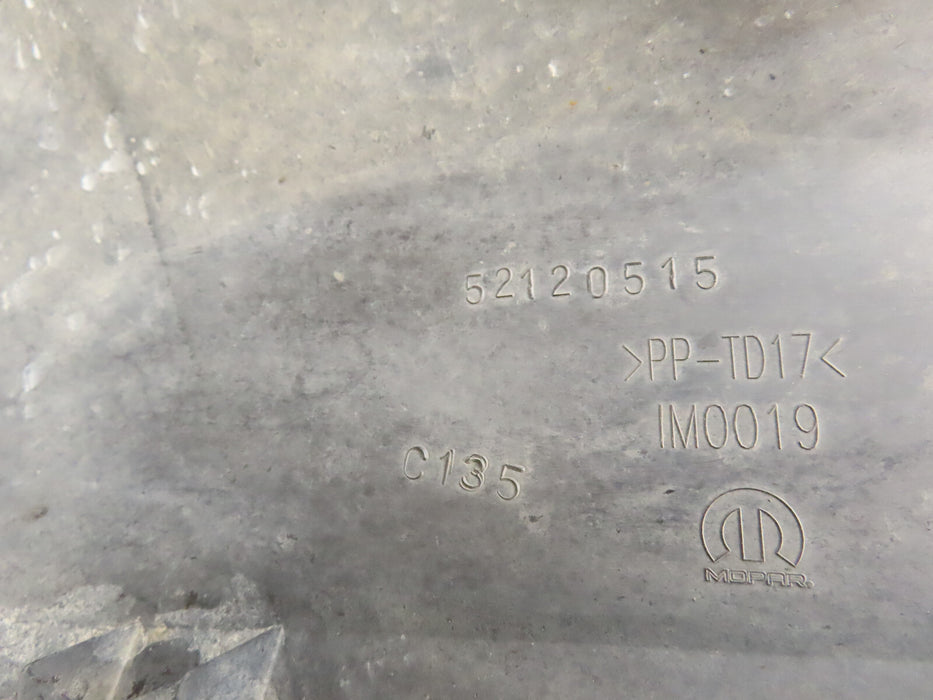 52120515
>PP-TD17<
IM0019
C135
MOPAR